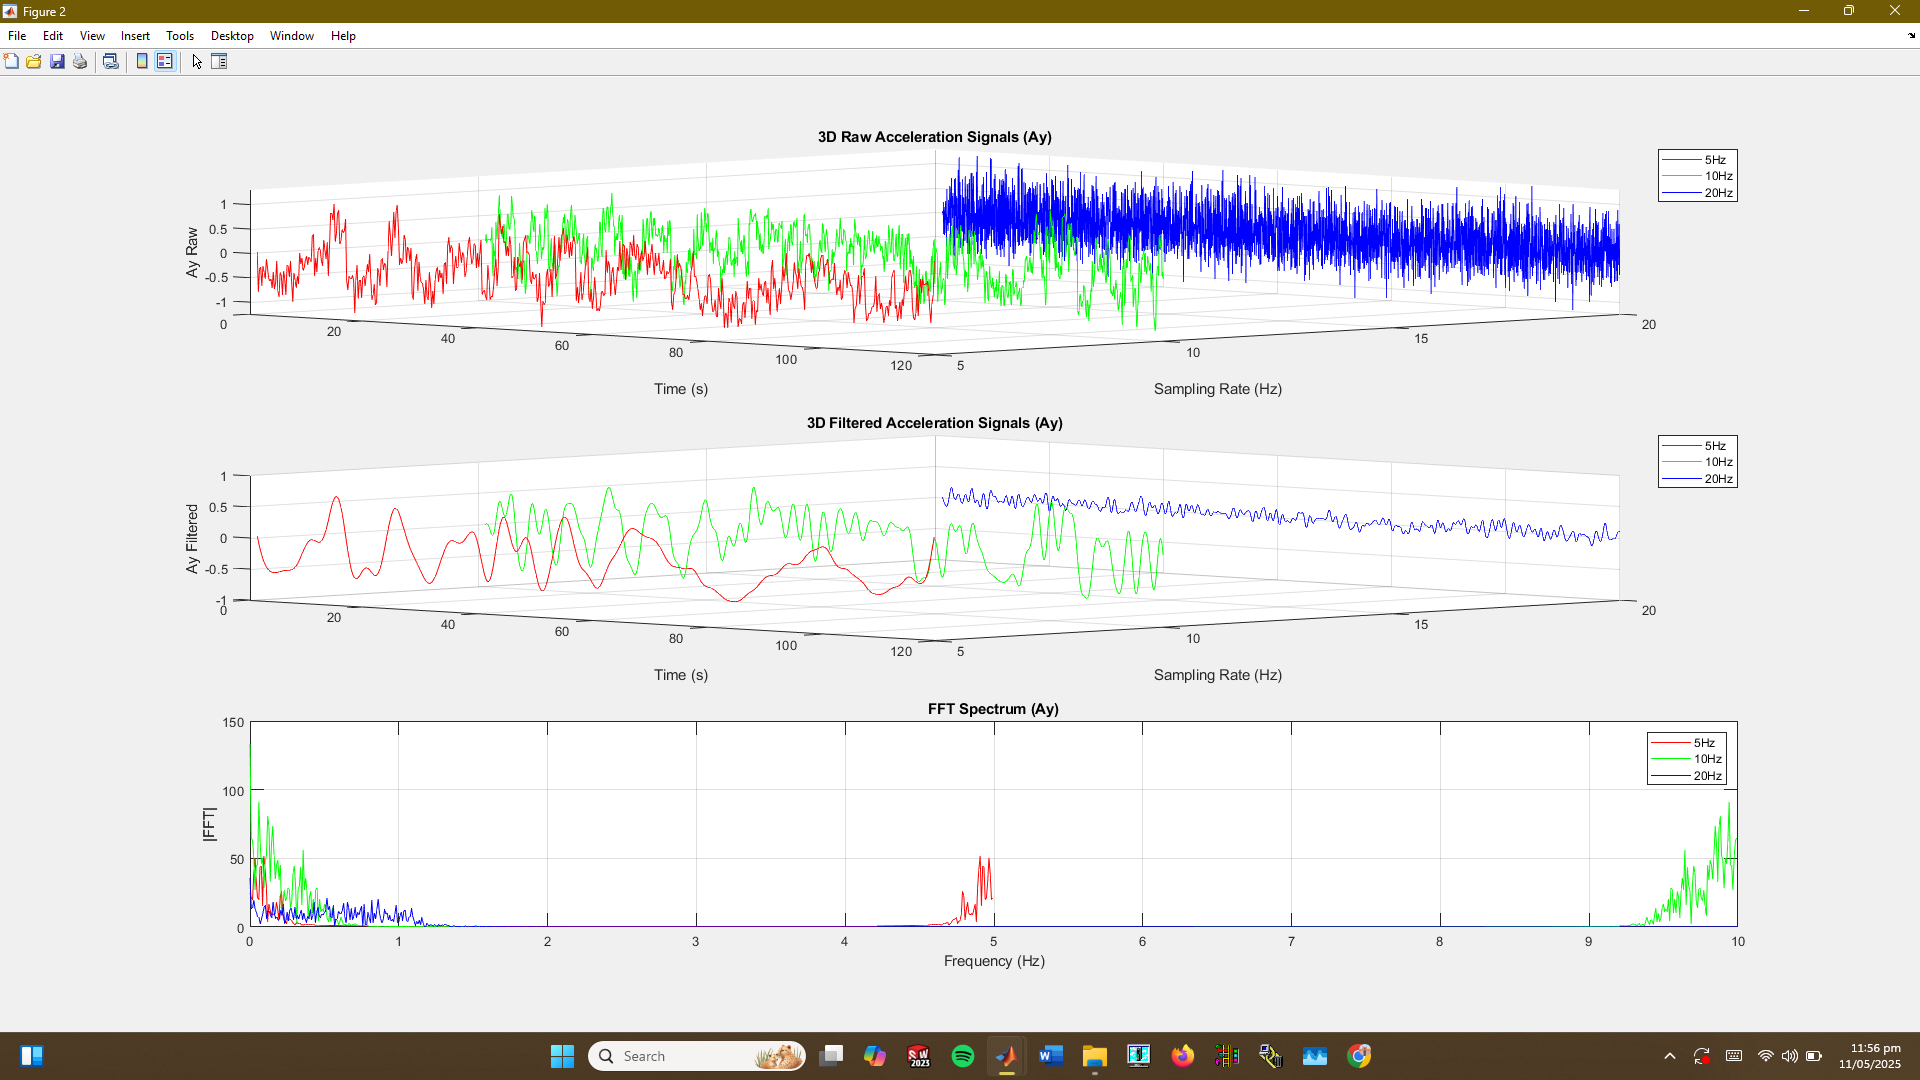 Figure 2
File Edit View Insert Tools Desktop Window Help
3D Raw Acceleration Signals (Ay)
5Hz
10Hz
20Hz
Ay Raw
1
0.5
0
-0.5
-1
0
20
40
60
80
100
120
5
10
15
20
Time (s)
Sampling Rate (Hz)
3D Filtered Acceleration Signals (Ay)
5Hz
10Hz
20Hz
Ay Filtered
1
0.5
0
-0.5
-1
0
20
40
60
80
100
120
5
10
15
20
Time (s)
Sampling Rate (Hz)
FFT Spectrum (Ay)
5Hz
10Hz
20Hz
|FFT|
150
100
50
0
0 1 2 3 4 5 6 7 8 9 10
Frequency (Hz)
Search
SW
2023
W
11:56 pm
11/05/2025